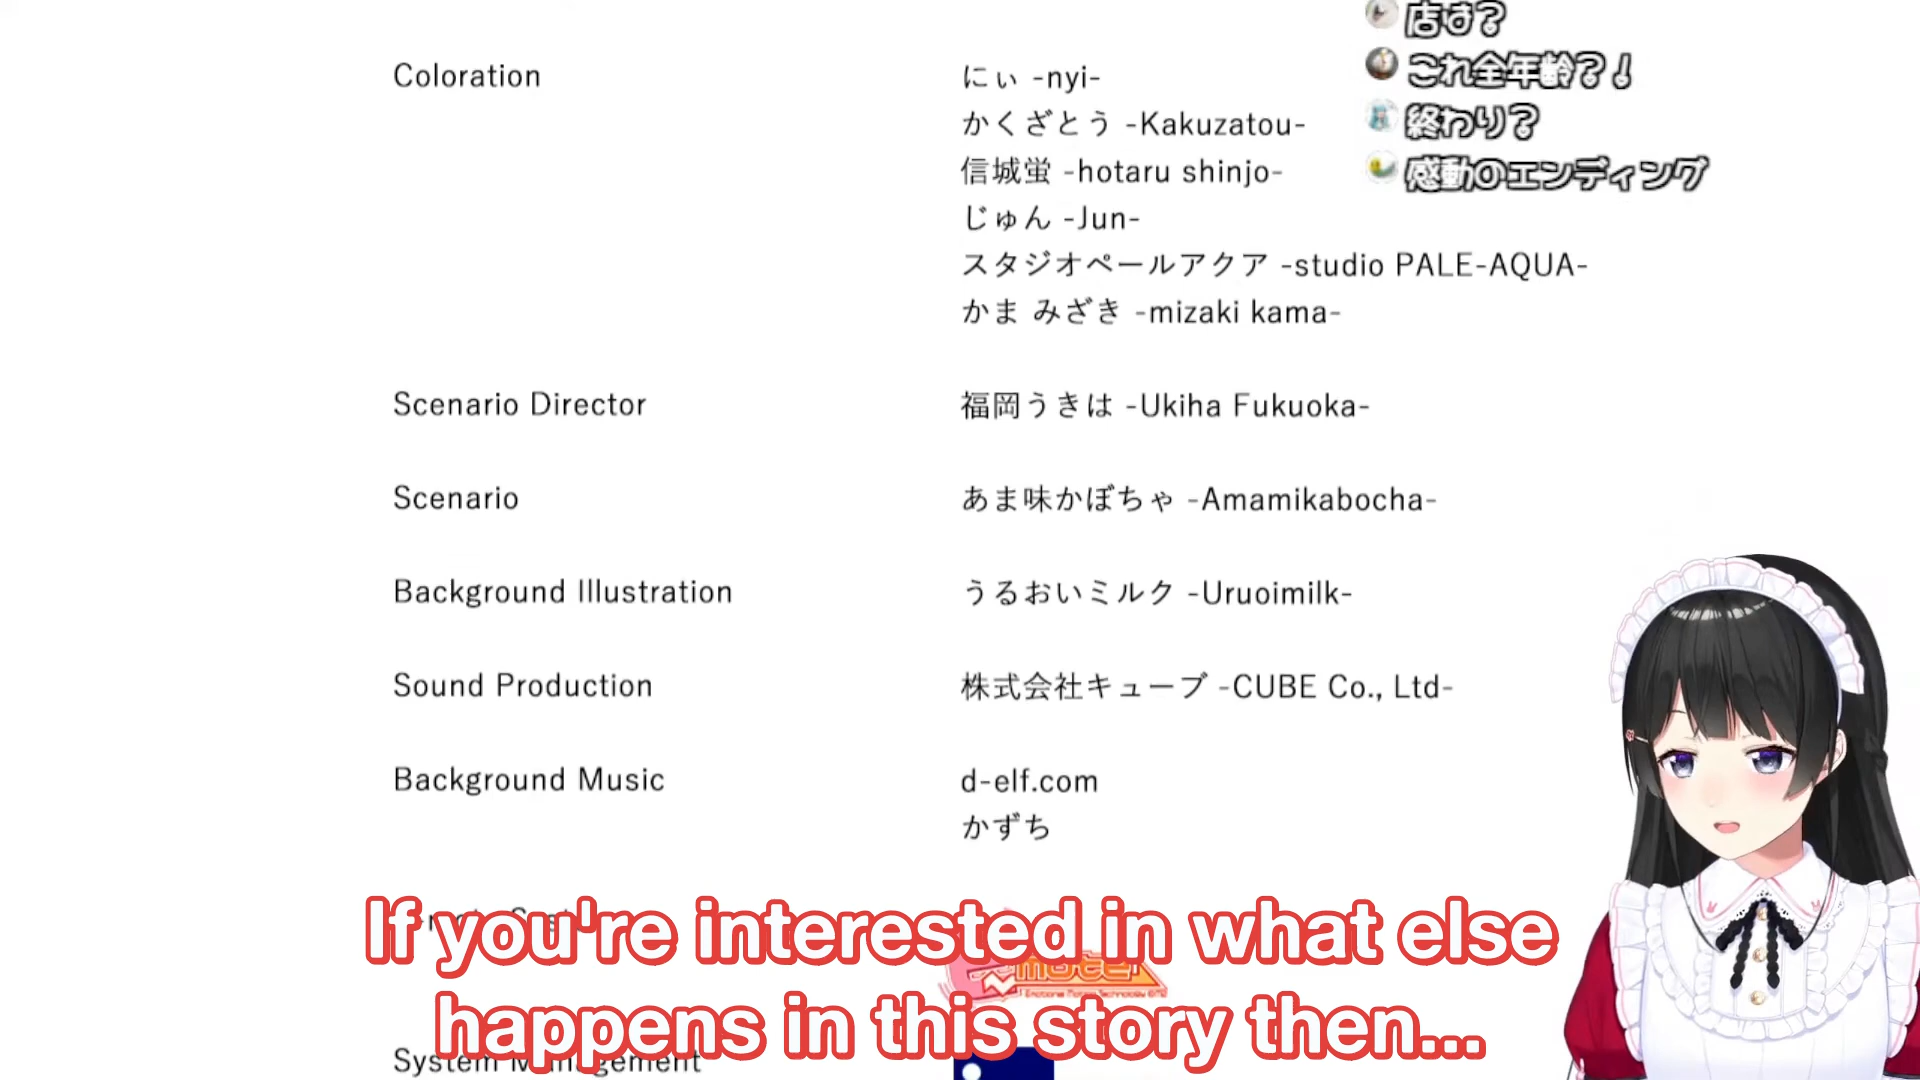 店は？
これ全年齢？！
終わり？
感動のエンディング
Coloration
にぃ -nyi-
かくざとう -Kakuzatou-
信城蛍 -hotaru shinjo-
じゅん -Jun-
スタジオペールアクア -studio PALE-AQUA-
かま みざき -mizaki kama-
Scenario Director
福岡うきは -Ukiha Fukuoka-
Scenario
あま味かぼちゃ -Amamikabocha-
Background Illustration
うるおいミルク -Uruoimilk-
Sound Production
株式会社キューブ -CUBE Co., Ltd-
Background Music
d-elf.com
かずち
If you're interested in what else
happens in this story then...
System Management